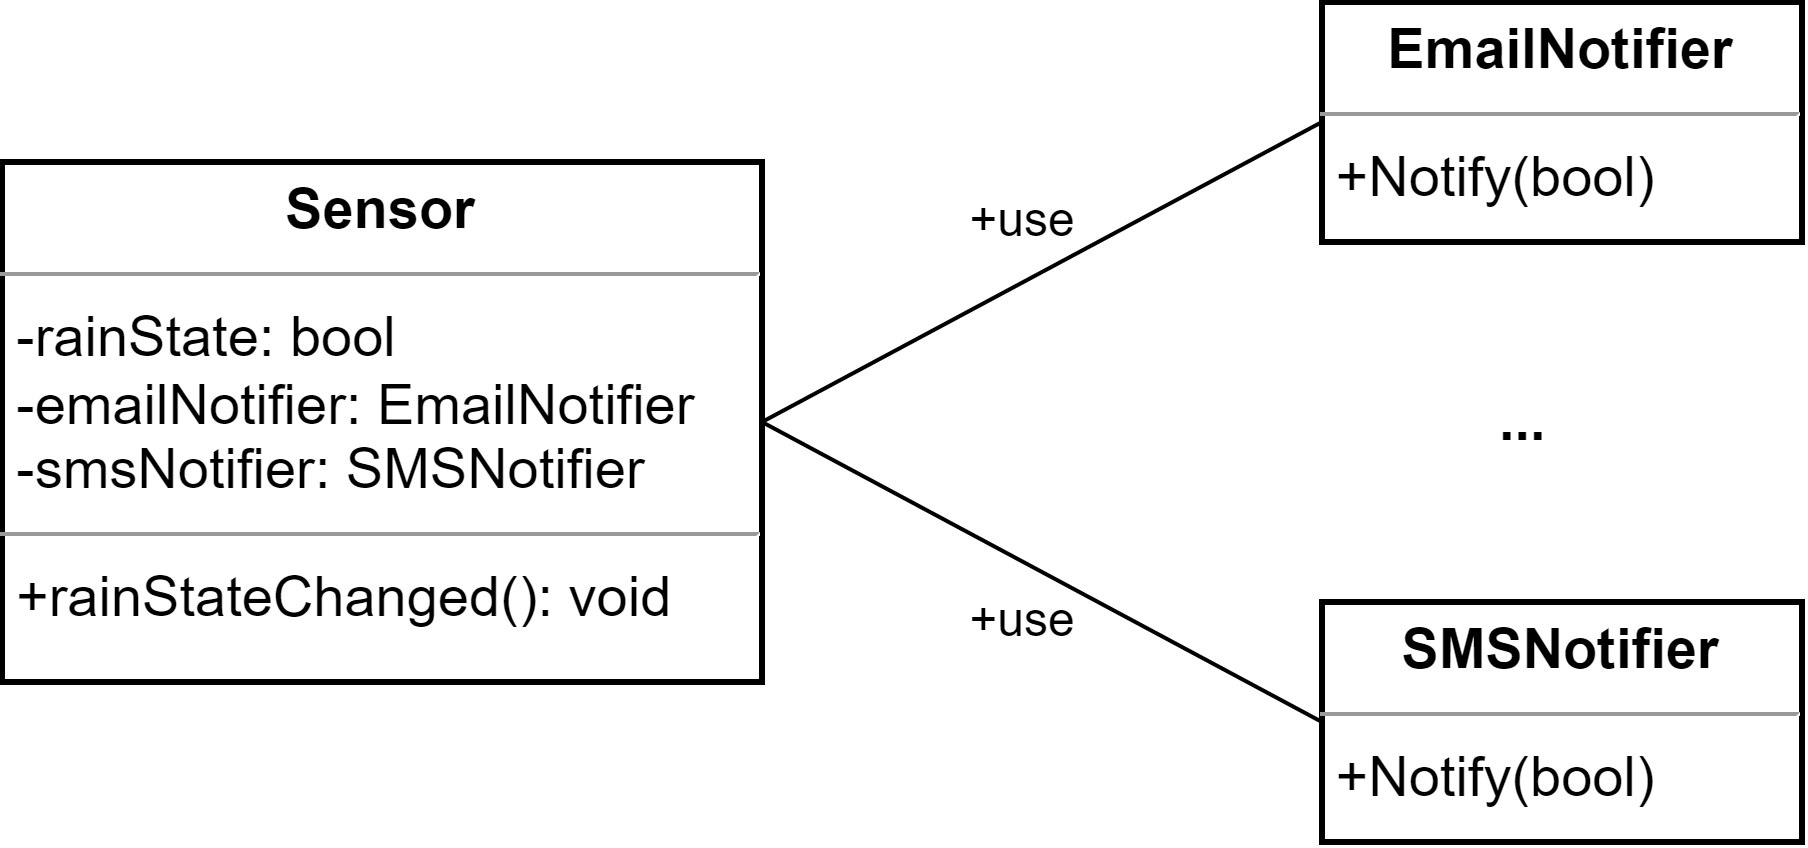 Sensor
-rainState: bool
-emailNotifier: EmailNotifier
-smsNotifier: SMSNotifier
+rainStateChanged(): void
+use
+use
EmailNotifier
+Notify(bool)
...
SMSNotifier
+Notify(bool)